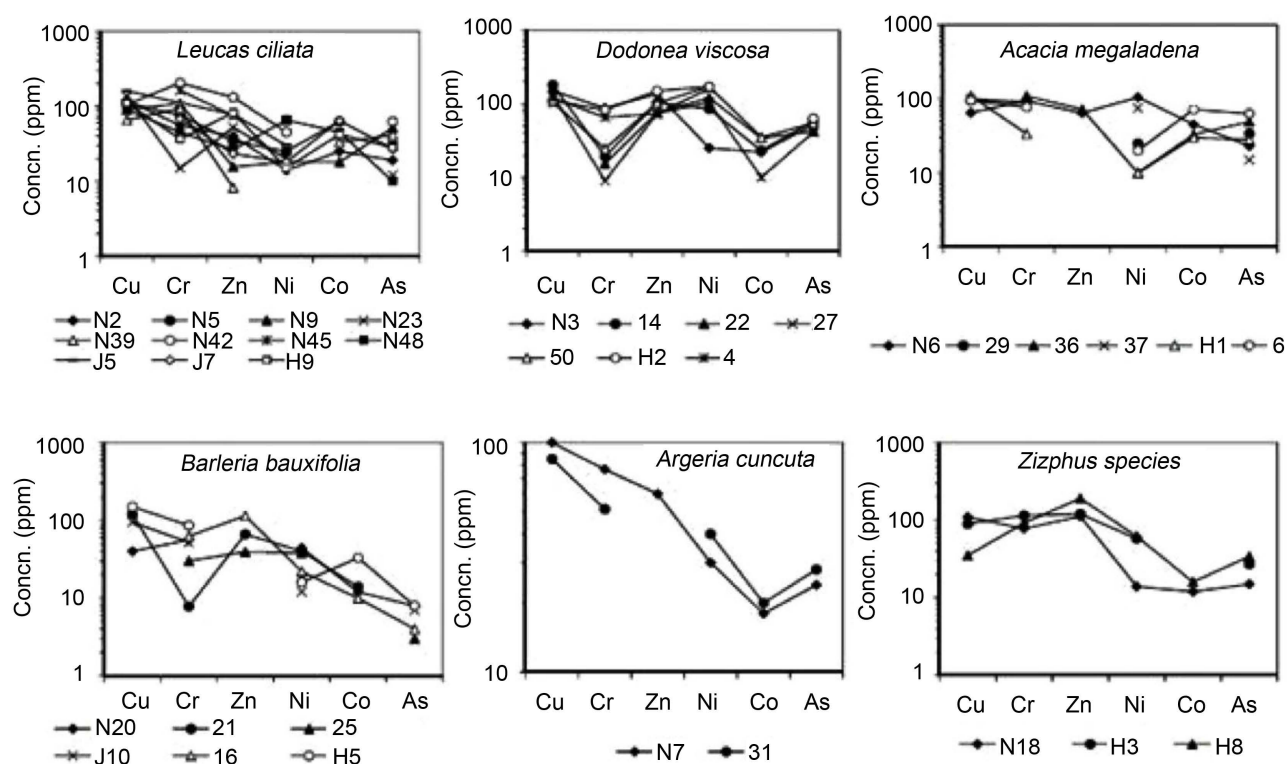 Leucas ciliata
Concn. (ppm)
1000
100
10
1
Cu Cr Zn Ni Co As
N2 N5 N9 N23
N39 N42 N45 N48
J5 J7 H9
Dodonea viscosa
Concn. (ppm)
1000
100
10
1
Cu Cr Zn Ni Co As
N3 14 22 27
50 H2 4
Acacia megaladena
Concn. (ppm)
1000
100
10
1
Cu Cr Zn Ni Co As
N6 29 36 37 H1 6
Barleria bauxifolia
Concn. (ppm)
1000
100
10
1
Cu Cr Zn Ni Co As
N20 21 25
J10 16 H5
Argeria cuncuta
Concn. (ppm)
100
10
Cu Cr Zn Ni Co As
N7 31
Zizphus species
Concn. (ppm)
1000
100
10
1
Cu Cr Zn Ni Co As
N18 H3 H8